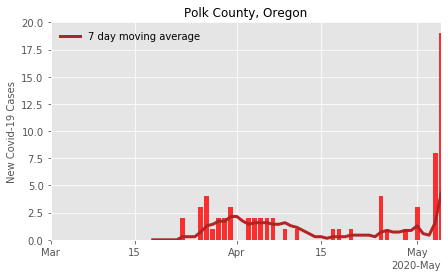 Polk County, Oregon
7 day moving average
New Covid-19 Cases
20.0
17.5
15.0
12.5
10.0
7.5
5.0
2.5
0.0
Mar 15 Apr 15 May
2020-May